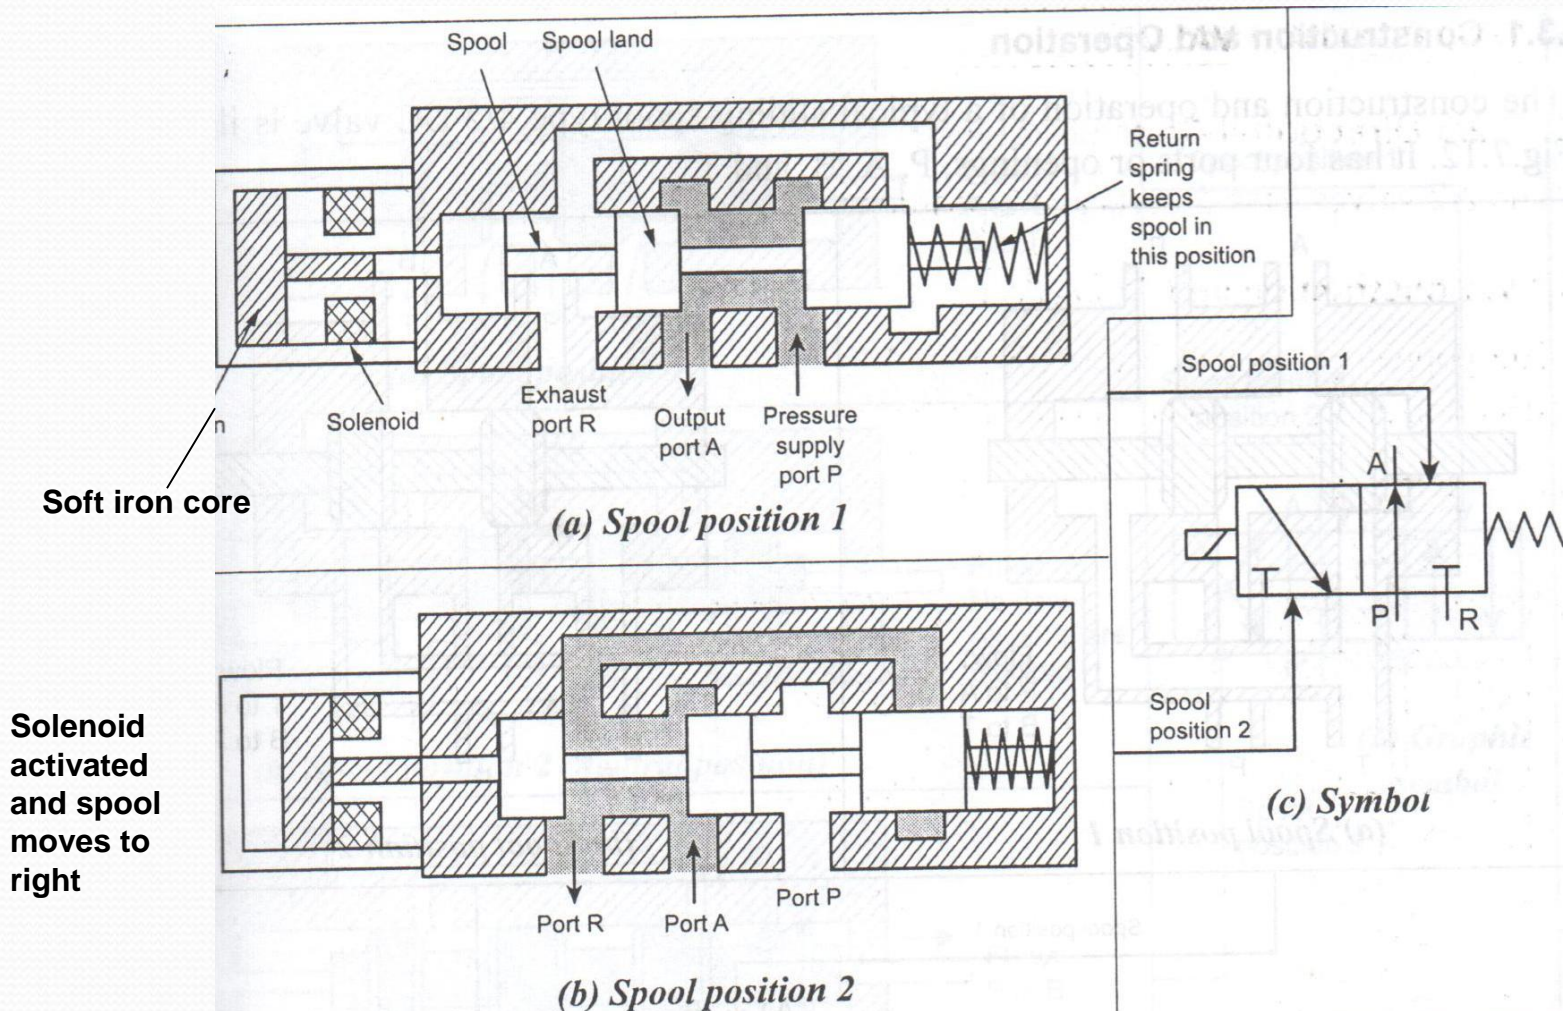 Spool
Spool land
Return
spring
keeps
spool in
this position
n
Solenoid
Exhaust
port R
Output
port A
Pressure
supply
port P
Soft iron core
(a) Spool position 1
Spool position 1
A
P
R
Spool
position 2
(c) Symbol
Solenoid
activated
and spool
moves to
right
Port R
Port A
Port P
(b) Spool position 2